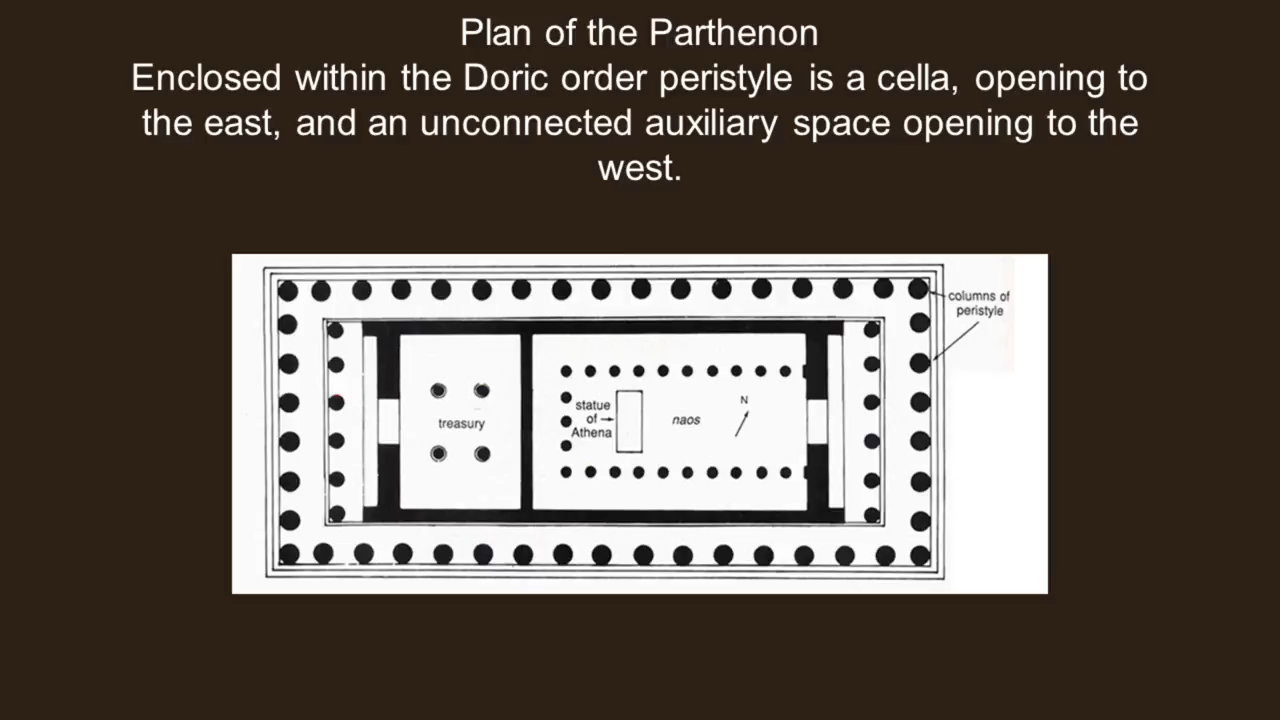 Plan of the Parthenon
Enclosed within the Doric order peristyle is a cella, opening to
the east, and an unconnected auxiliary space opening to the
west.
columns of
peristyle
statue
of
Athena
treasury
naos
N